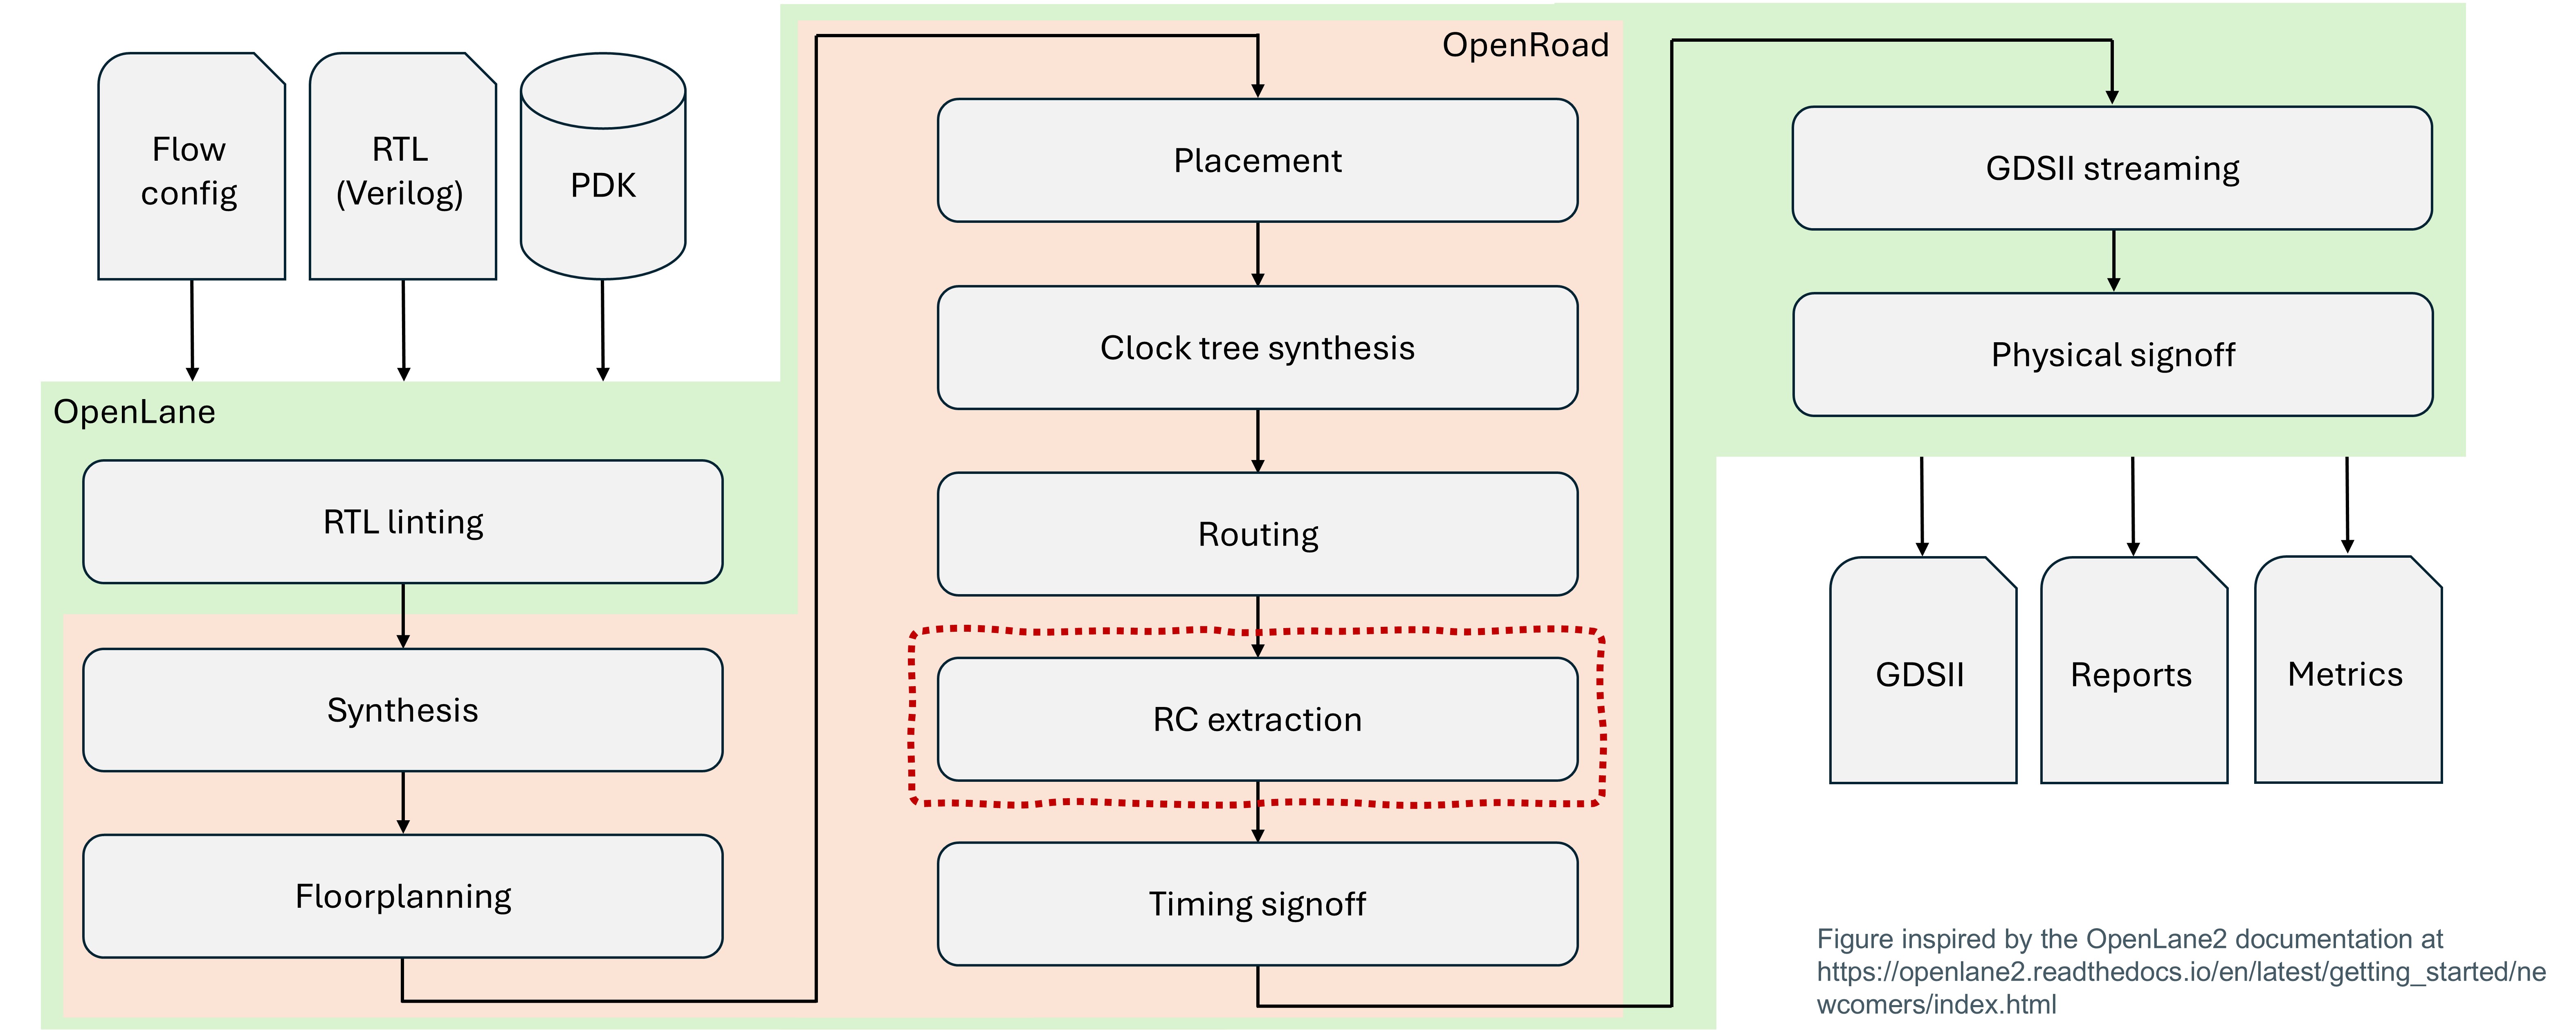 Flow
config
RTL
(Verilog)
PDK
OpenLane
RTL linting
Synthesis
Floorplanning
OpenRoad
Placement
Clock tree synthesis
Routing
RC extraction
Timing signoff
GDSII streaming
Physical signoff
GDSII
Reports
Metrics
Figure inspired by the OpenLane2 documentation at
https://openlane2.readthedocs.io/en/latest/getting_started/ne
wcomers/index.html